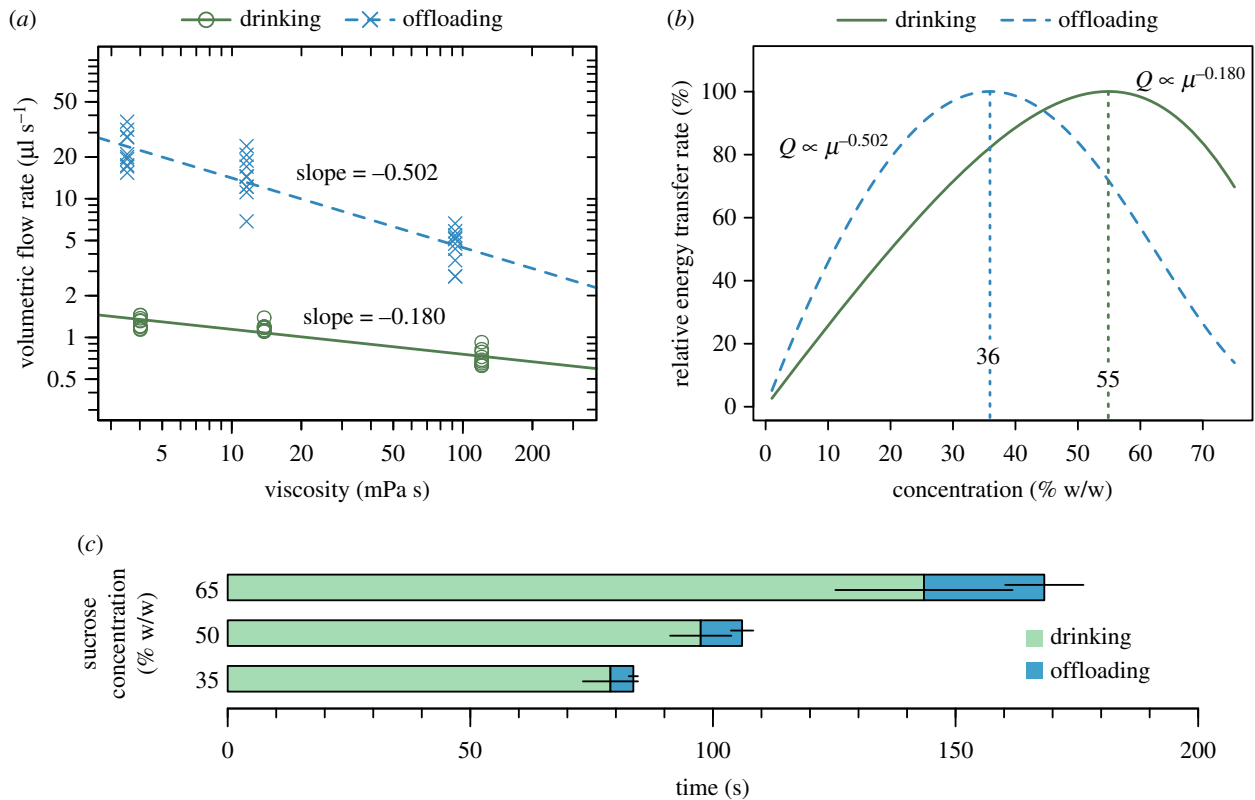 (a) drinking offloading
volumetric flow rate (µl s⁻¹)
50
20
10
5
2
1
0.5
slope = –0.502
slope = –0.180
5 10 20 50 100 200
viscosity (mPa s)
(b) drinking offloading
relative energy transfer rate (%)
100
80
60
40
20
0
Q ∝ µ⁻⁰·¹⁸⁰
Q ∝ µ⁻⁰·⁵⁰²
36
55
0 10 20 30 40 50 60 70
concentration (% w/w)
(c)
sucrose
concentration
(% w/w)
65
50
35
drinking
offloading
0 50 100 150 200
time (s)